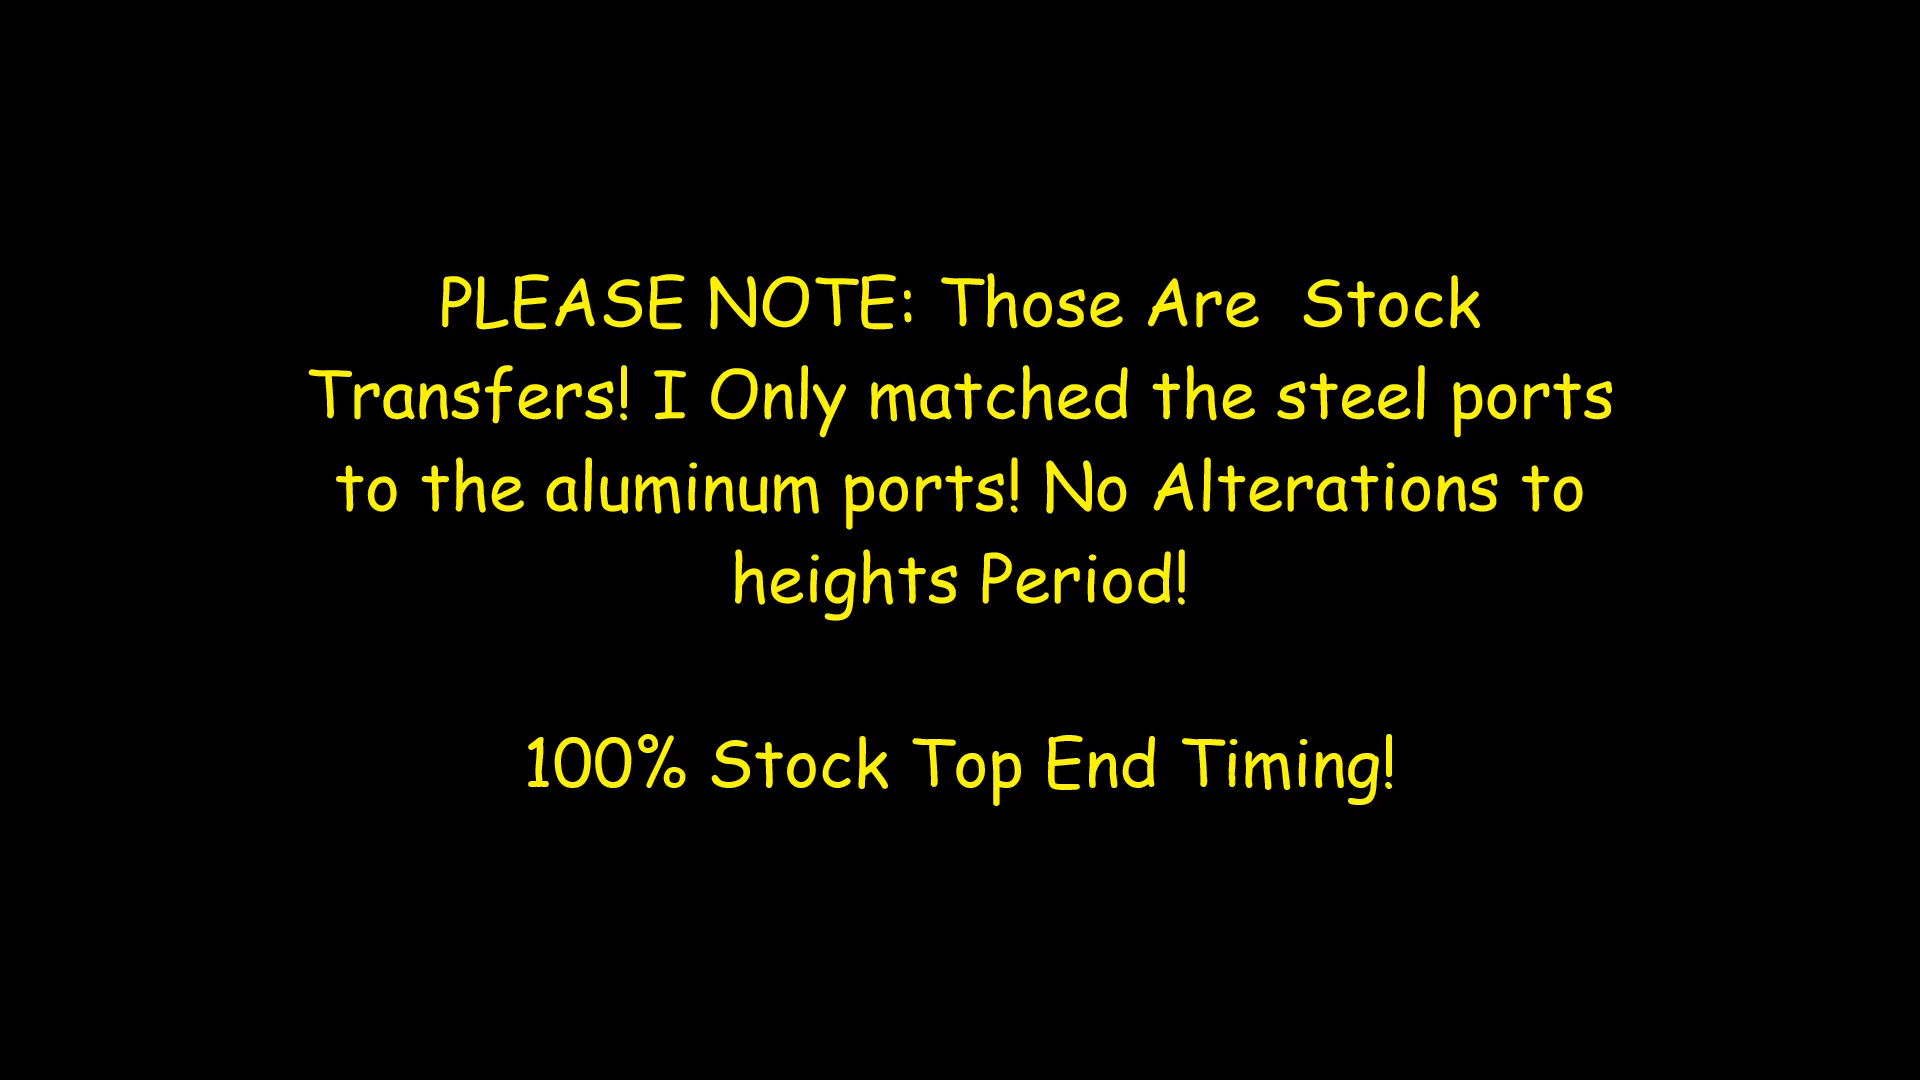 PLEASE NOTE: Those Are  Stock
Transfers! I Only matched the steel ports
to the aluminum ports! No Alterations to
heights Period!
100% Stock Top End Timing!